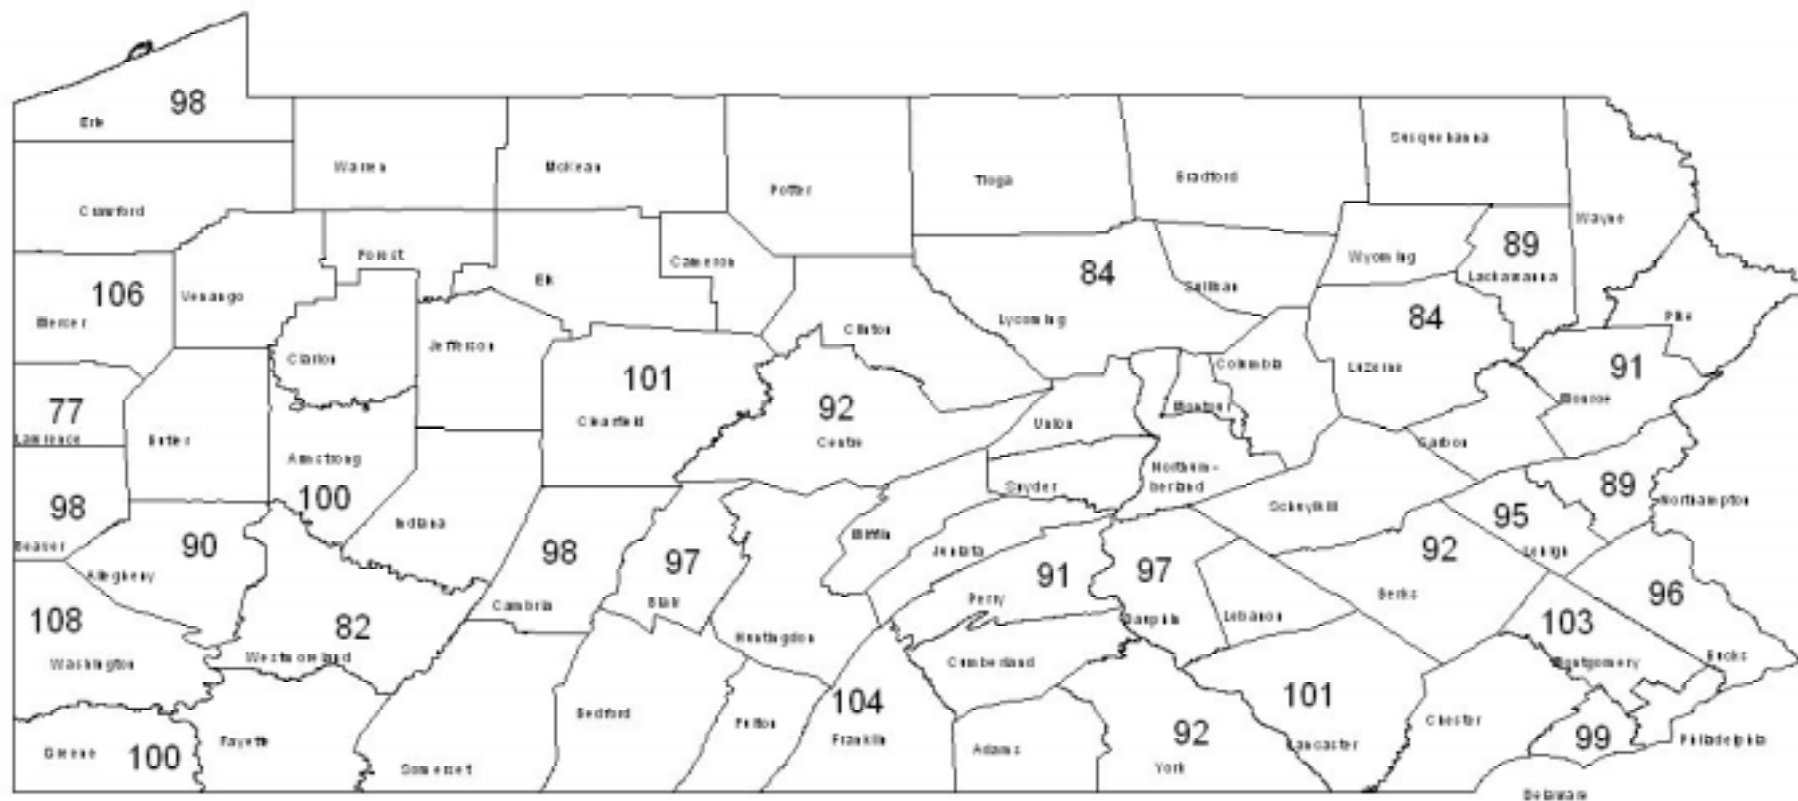 98
Erie
Warren
McKean
Potter
Tioga
Bradford
Susquehanna
Wayne
Crawford
Forest
Cameron
Elk
Venango
106
Mercer
84
Lycoming
Sullivan
Wyoming
89
Lackawanna
84
Luzerne
Pike
91
Monroe
Clinton
Clarion
Jefferson
101
Clearfield
92
Centre
Columbia
Montour
Union
77
Lawrence
Butler
Armstrong
100
Indiana
Snyder
Northum-
berland
Carbon
Schuylkill
89
Northampton
95
Lehigh
98
Beaver
90
Allegheny
98
Cambria
97
Blair
Mifflin
Juniata
91
Perry
97
Dauphin
Lebanon
92
Berks
96
Bucks
108
Washington
82
Westmoreland
Huntingdon
Cumberland
103
Montgomery
Greene
100
Fayette
Somerset
Bedford
Fulton
104
Franklin
Adams
92
York
101
Lancaster
Chester
99
Delaware
Philadelphia